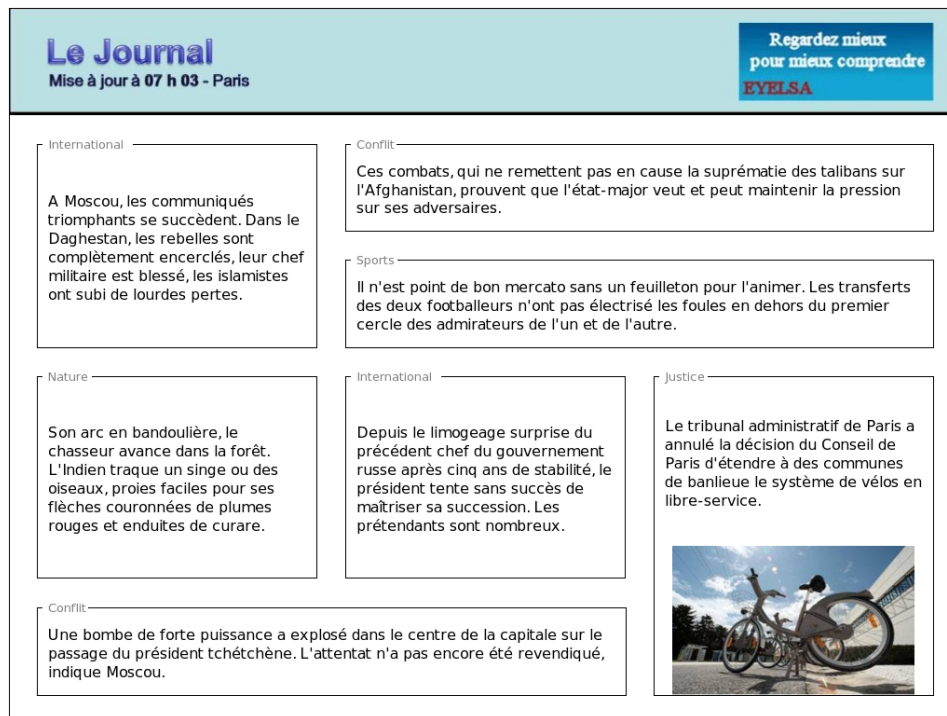 Le Journal
Mise à jour à 07 h 03 - Paris
Regardez mieux
pour mieux comprendre
EYELSA
International
A Moscou, les communiqués
triomphants se succèdent. Dans le
Daghestan, les rebelles sont
complètement encerclés, leur chef
militaire est blessé, les islamistes
ont subi de lourdes pertes.
Conflit
Ces combats, qui ne remettent pas en cause la suprématie des talibans sur
l'Afghanistan, prouvent que l'état-major veut et peut maintenir la pression
sur ses adversaires.
Sports
Il n'est point de bon mercato sans un feuilleton pour l'animer. Les transferts
des deux footballeurs n'ont pas électrisé les foules en dehors du premier
cercle des admirateurs de l'un et de l'autre.
Nature
Son arc en bandoulière, le
chasseur avance dans la forêt.
L'Indien traque un singe ou des
oiseaux, proies faciles pour ses
flèches couronnées de plumes
rouges et enduites de curare.
International
Depuis le limogeage surprise du
précédent chef du gouvernement
russe après cinq ans de stabilité, le
président tente sans succès de
maîtriser sa succession. Les
prétendants sont nombreux.
Justice
Le tribunal administratif de Paris a
annulé la décision du Conseil de
Paris d'étendre à des communes
de banlieue le système de vélos en
libre-service.
Conflit
Une bombe de forte puissance a explosé dans le centre de la capitale sur le
passage du président tchétchène. L'attentat n'a pas encore été revendiqué,
indique Moscou.